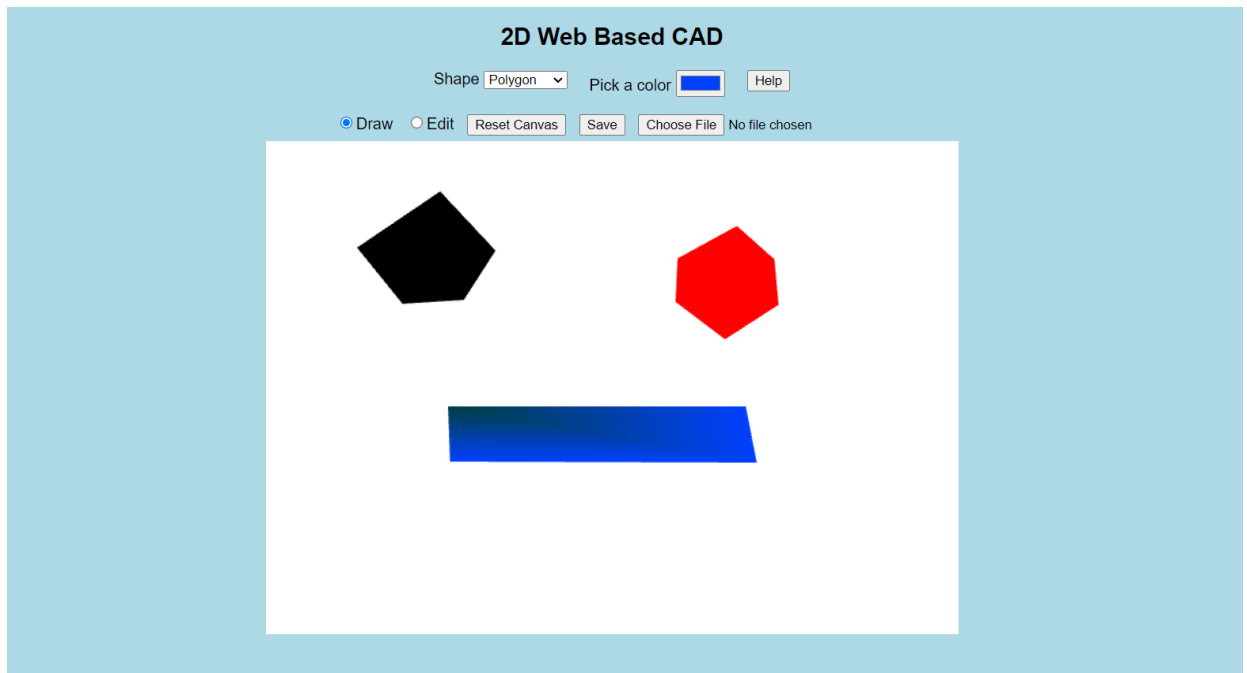 2D Web Based CAD
Shape Polygon Pick a color Help
Draw Edit Reset Canvas Save Choose File No file chosen